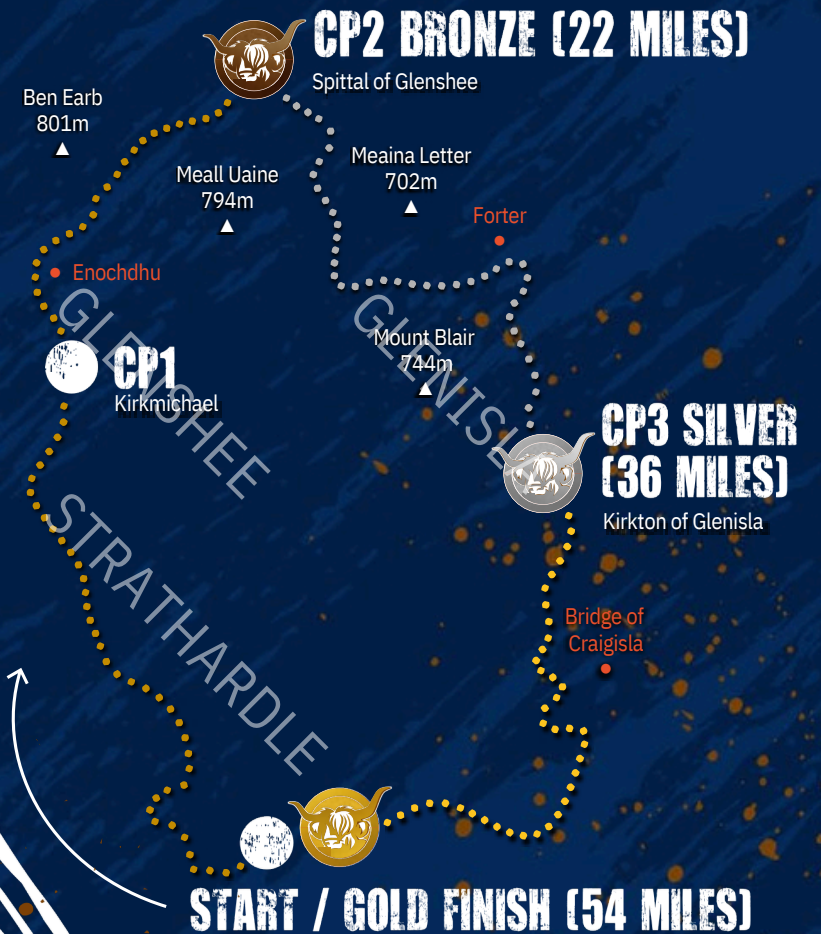 CP2 BRONZE (22 MILES)
Spittal of Glenshee
Ben Earb
801m
Meall Uaine
794m
Meaina Letter
702m
Forter
Enochdhu
GLENSHEE
GLENISLA
Mount Blair
744m
CP1
Kirkmichael
CP3 SILVER
(36 MILES)
Kirkton of Glenisla
STRATHARDLE
Bridge of
Craigisla
START / GOLD FINISH (54 MILES)